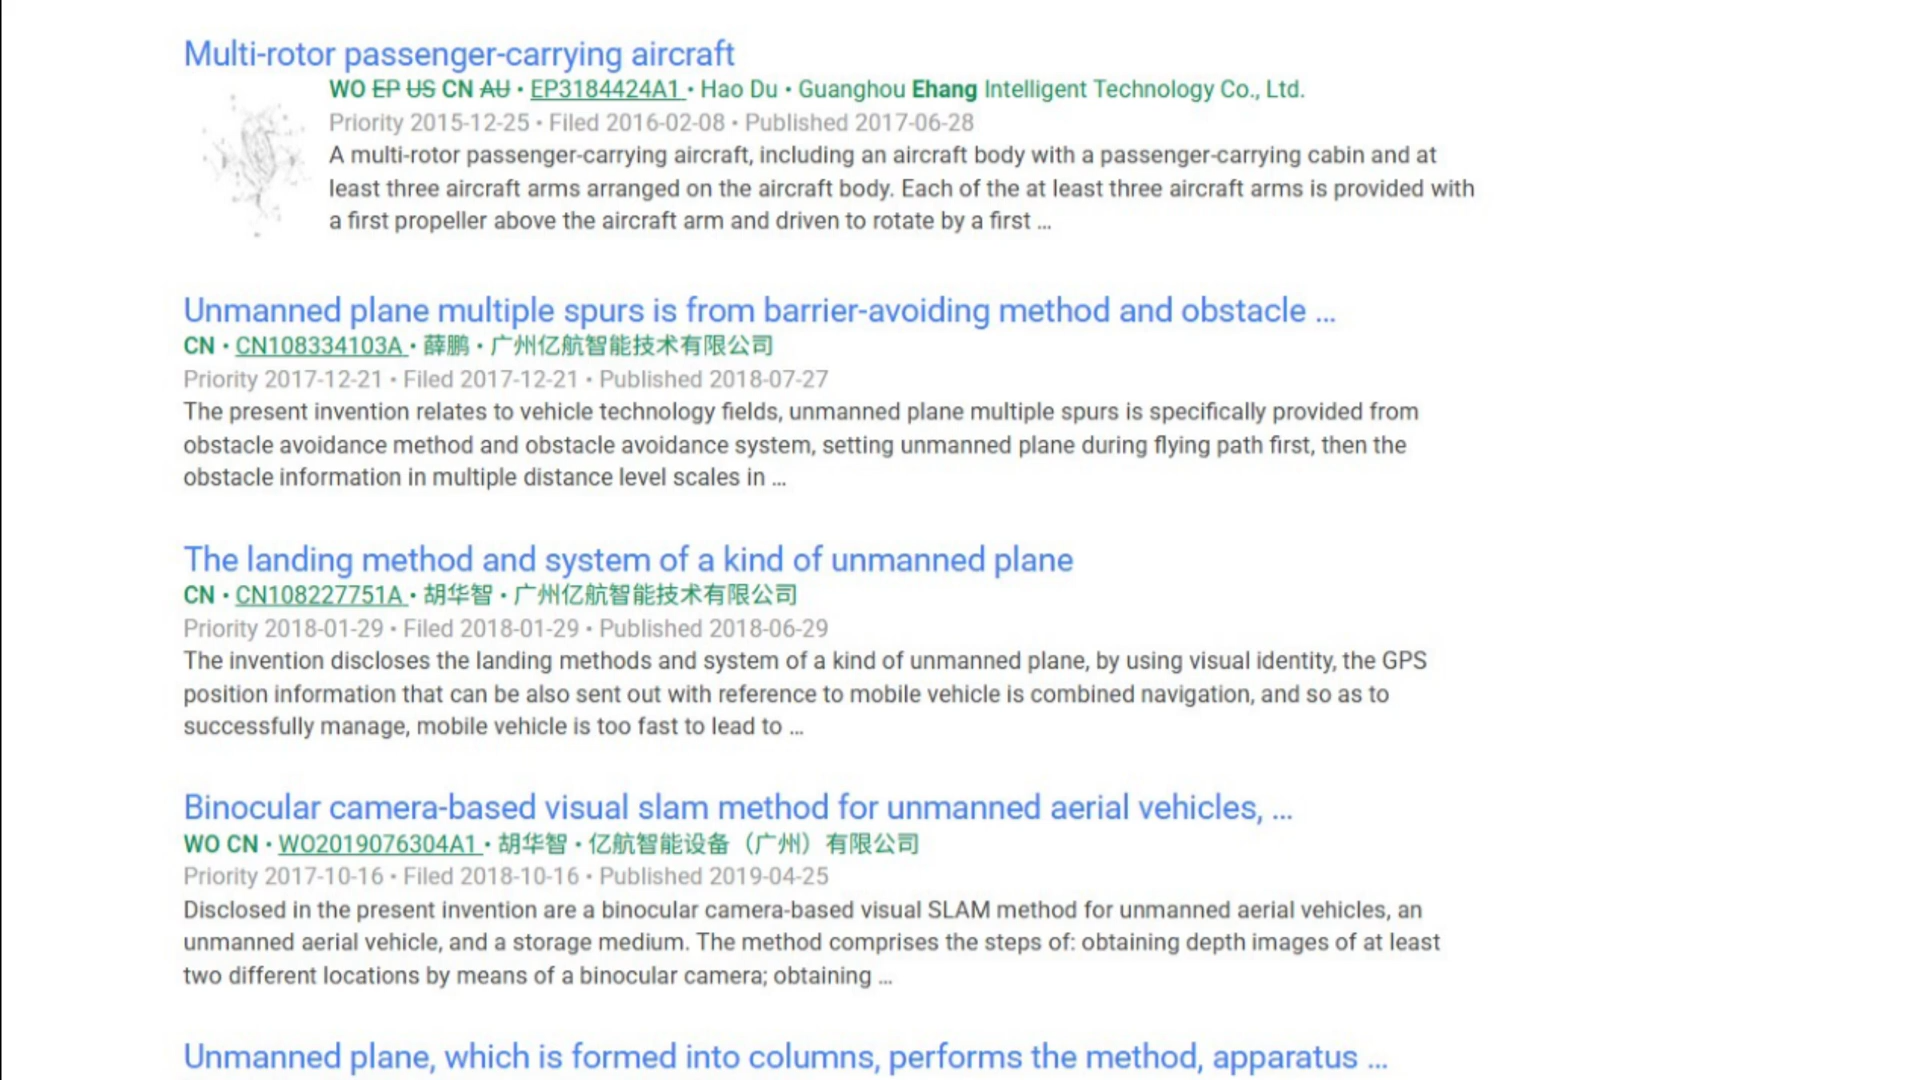 Multi-rotor passenger-carrying aircraft
WO EP US CN AU • EP3184424A1 • Hao Du • Guanghou Ehang Intelligent Technology Co., Ltd.
Priority 2015-12-25 • Filed 2016-02-08 • Published 2017-06-28
A multi-rotor passenger-carrying aircraft, including an aircraft body with a passenger-carrying cabin and at
least three aircraft arms arranged on the aircraft body. Each of the at least three aircraft arms is provided with
a first propeller above the aircraft arm and driven to rotate by a first ...
Unmanned plane multiple spurs is from barrier-avoiding method and obstacle ...
CN • CN108334103A • 薛鹏 • 广州亿航智能技术有限公司
Priority 2017-12-21 • Filed 2017-12-21 • Published 2018-07-27
The present invention relates to vehicle technology fields, unmanned plane multiple spurs is specifically provided from
obstacle avoidance method and obstacle avoidance system, setting unmanned plane during flying path first, then the
obstacle information in multiple distance level scales in ...
The landing method and system of a kind of unmanned plane
CN • CN108227751A • 胡华智 • 广州亿航智能技术有限公司
Priority 2018-01-29 • Filed 2018-01-29 • Published 2018-06-29
The invention discloses the landing methods and system of a kind of unmanned plane, by using visual identity, the GPS
position information that can be also sent out with reference to mobile vehicle is combined navigation, and so as to
successfully manage, mobile vehicle is too fast to lead to ...
Binocular camera-based visual slam method for unmanned aerial vehicles, ...
WO CN • WO2019076304A1 • 胡华智 • 亿航智能设备（广州）有限公司
Priority 2017-10-16 • Filed 2018-10-16 • Published 2019-04-25
Disclosed in the present invention are a binocular camera-based visual SLAM method for unmanned aerial vehicles, an
unmanned aerial vehicle, and a storage medium. The method comprises the steps of: obtaining depth images of at least
two different locations by means of a binocular camera; obtaining ...
Unmanned plane, which is formed into columns, performs the method, apparatus ...